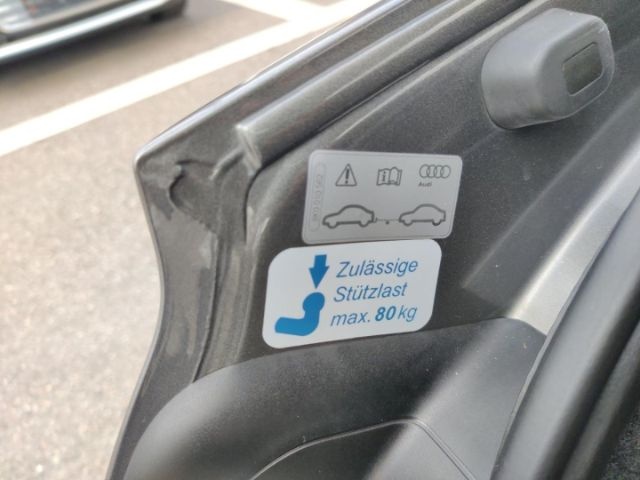 Audi
Zulässige
Stützlast
max. 80 kg